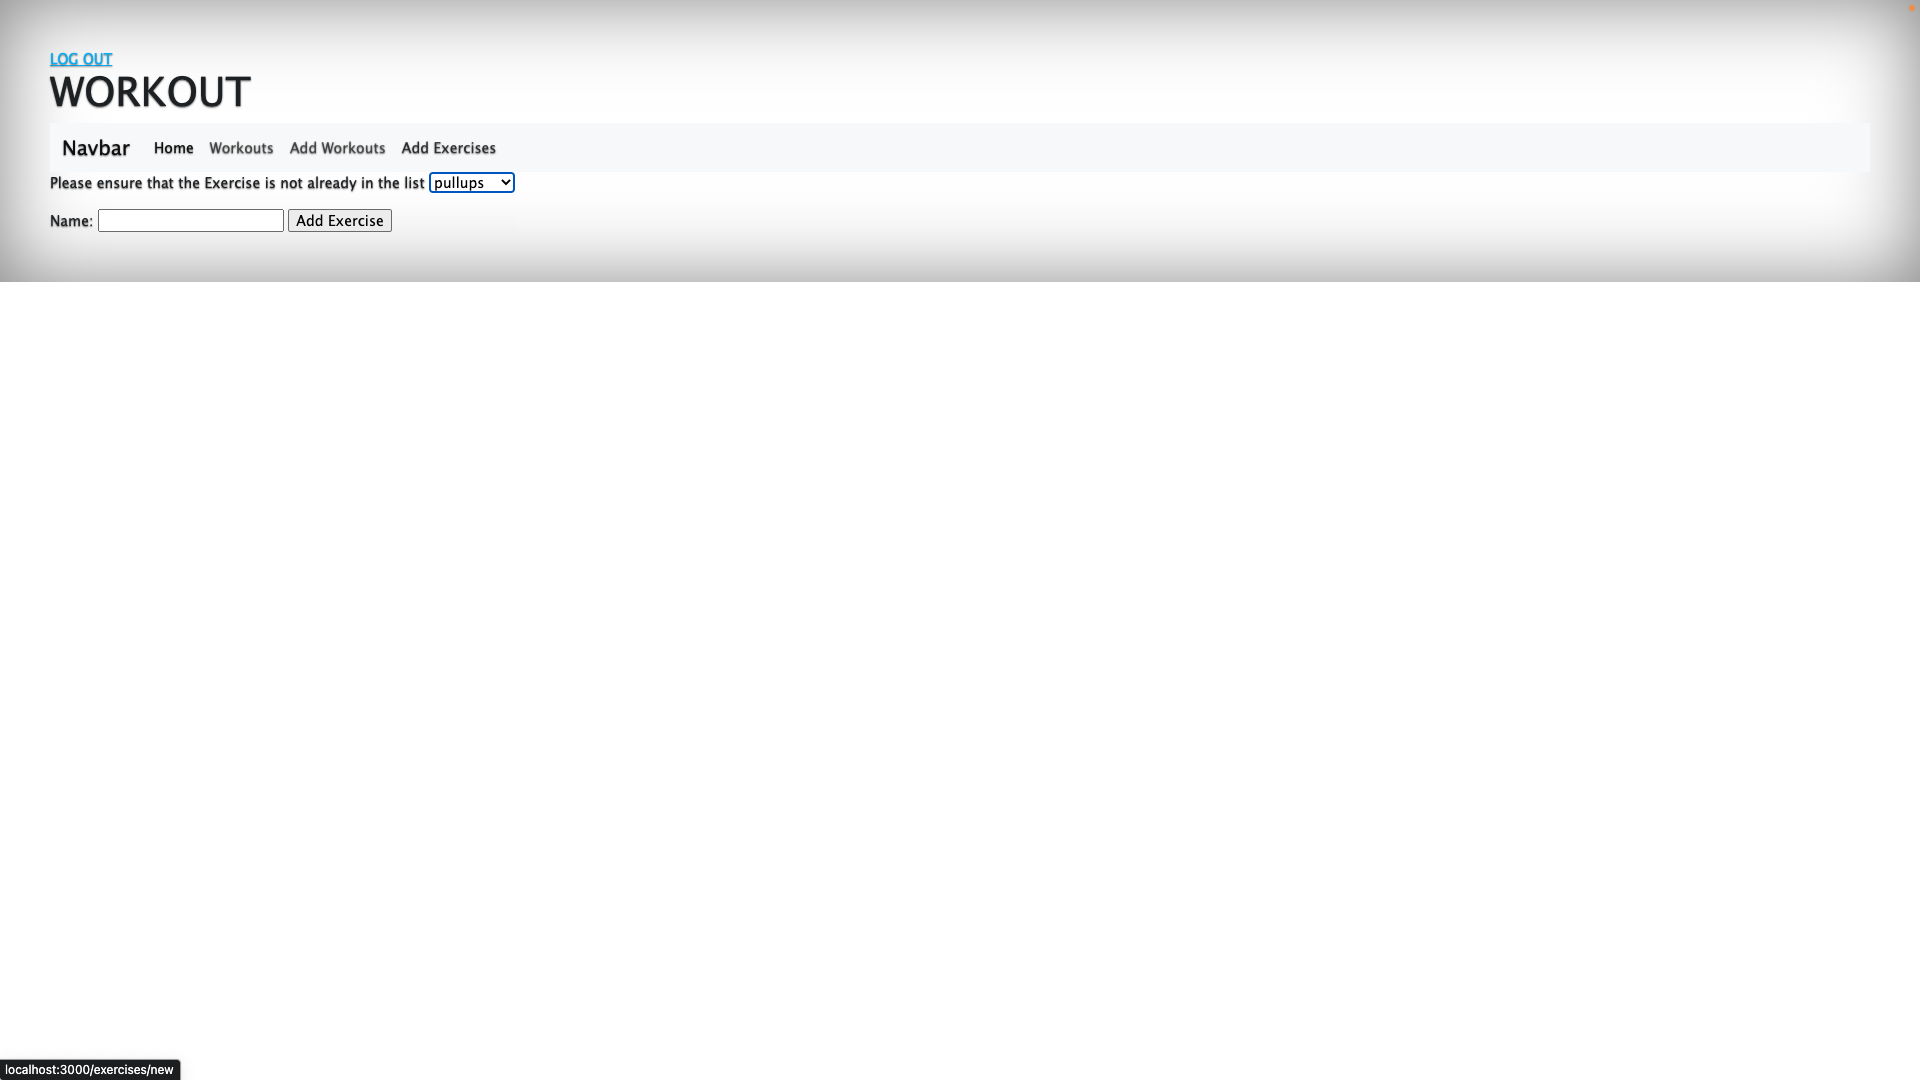 LOG OUT
WORKOUT
Navbar Home Workouts Add Workouts Add Exercises
Please ensure that the Exercise is not already in the list pullups
Name: Add Exercise
localhost:3000/exercises/new